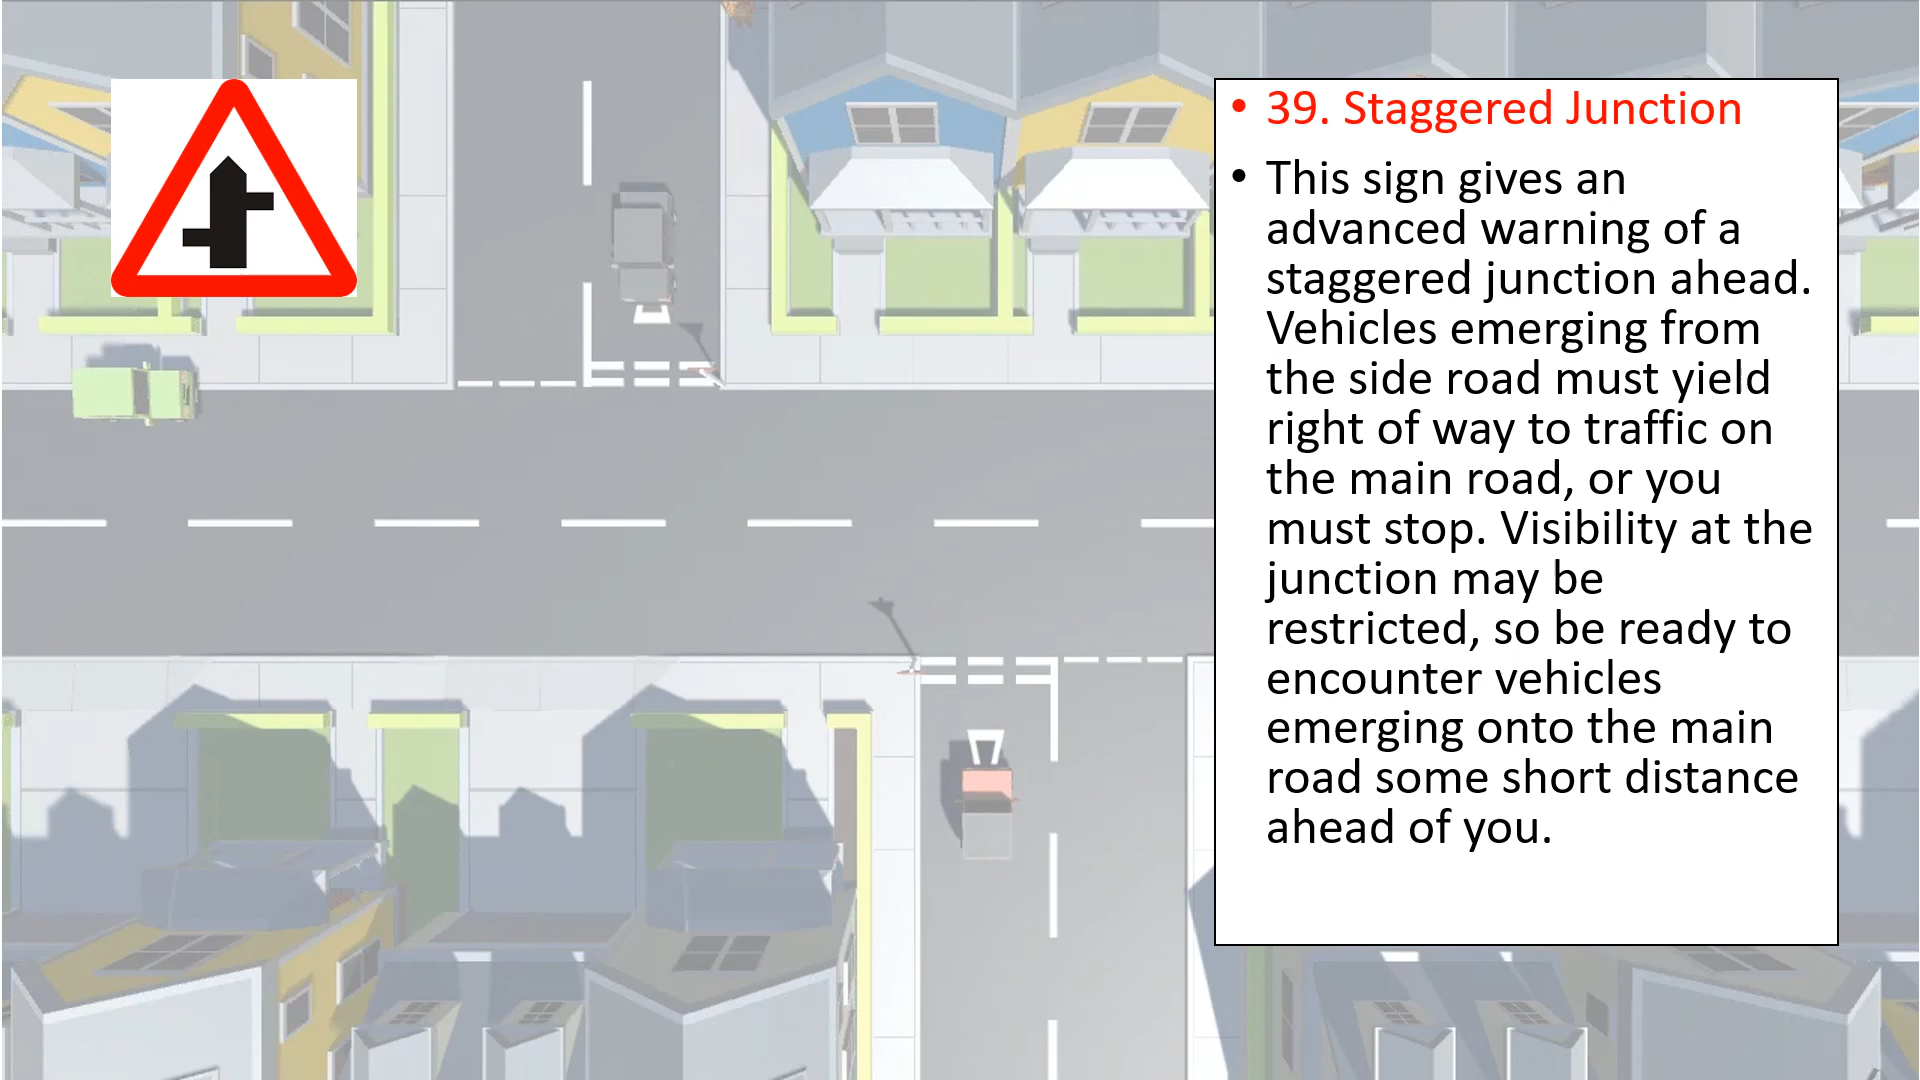 • 39. Staggered Junction
• This sign gives an
advanced warning of a
staggered junction ahead.
Vehicles emerging from
the side road must yield
right of way to traffic on
the main road, or you
must stop. Visibility at the
junction may be
restricted, so be ready to
encounter vehicles
emerging onto the main
road some short distance
ahead of you.